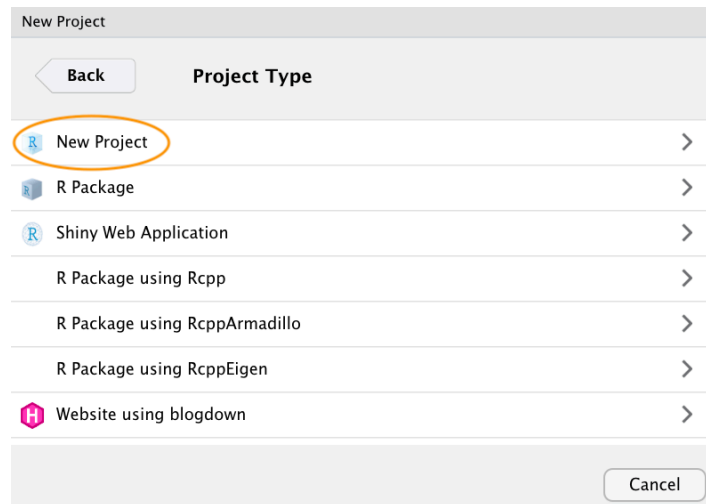 New Project
Back
Project Type
R New Project
R R Package
R Shiny Web Application
R Package using Rcpp
R Package using RcppArmadillo
R Package using RcppEigen
H Website using blogdown
Cancel